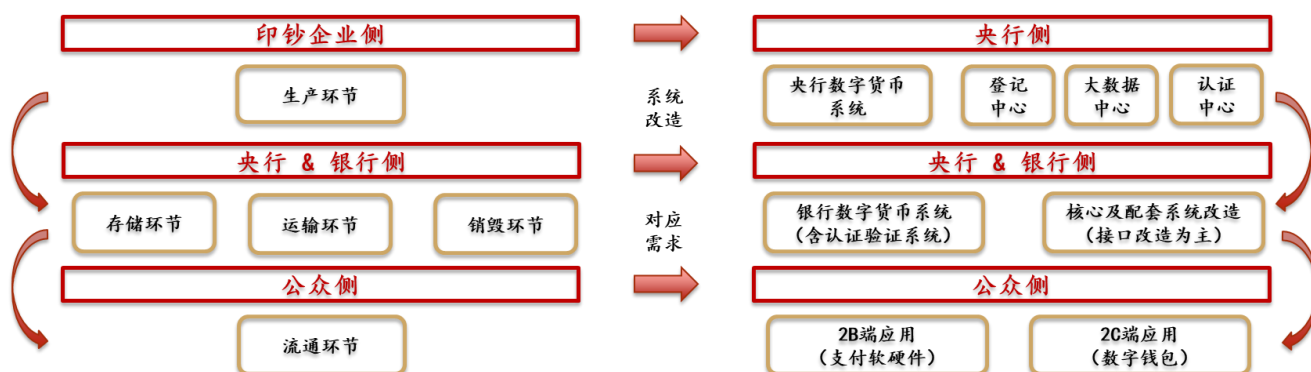 印钞企业侧
央行侧
生产环节
系统
改造
央行数字货币
系统
登记
中心
大数据
中心
认证
中心
央行 & 银行侧
央行 & 银行侧
存储环节
运输环节
销毁环节
对应
需求
银行数字货币系统
（含认证验证系统）
核心及配套系统改造
（接口改造为主）
公众侧
公众侧
流通环节
2B端应用
（支付软硬件）
2C端应用
（数字钱包）